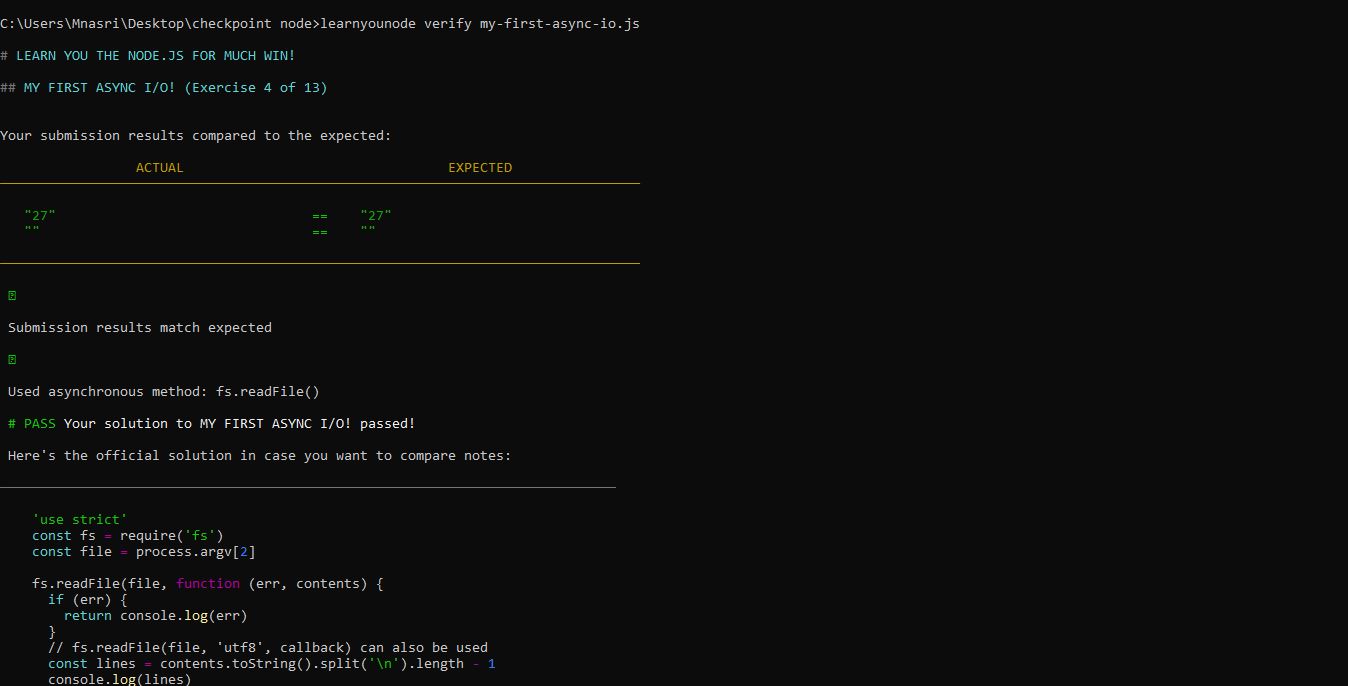 C:\Users\Mnasri\Desktop\checkpoint node>learnyounode verify my-first-async-io.js
# LEARN YOU THE NODE.JS FOR MUCH WIN!
## MY FIRST ASYNC I/O! (Exercise 4 of 13)
Your submission results compared to the expected:
ACTUAL EXPECTED
"27" == "27"
"" == ""
Submission results match expected
Used asynchronous method: fs.readFile()
# PASS Your solution to MY FIRST ASYNC I/O! passed!
Here's the official solution in case you want to compare notes:
'use strict'
const fs = require('fs')
const file = process.argv[2]
fs.readFile(file, function (err, contents) {
if (err) {
return console.log(err)
}
// fs.readFile(file, 'utf8', callback) can also be used
const lines = contents.toString().split('\n').length - 1
console.log(lines)